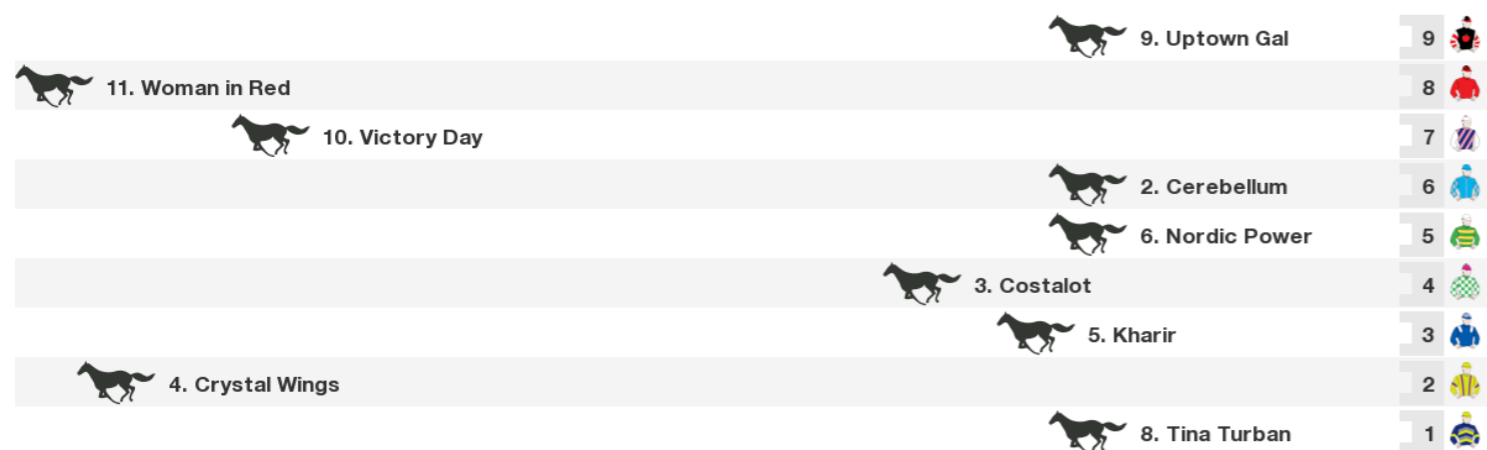 9. Uptown Gal 9
11. Woman in Red 8
10. Victory Day 7
2. Cerebellum 6
6. Nordic Power 5
3. Costalot 4
5. Kharir 3
4. Crystal Wings 2
8. Tina Turban 1